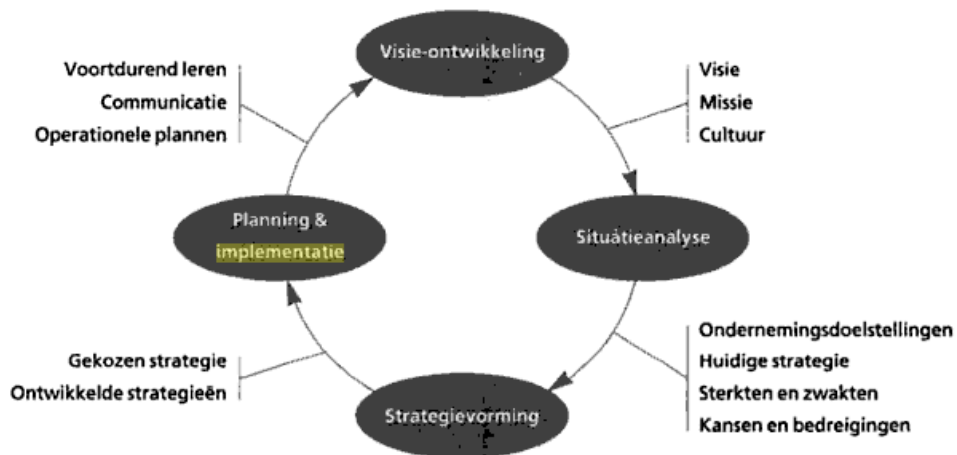 Visie-ontwikkeling
Voortdurend leren
Communicatie
Operationele plannen
Visie
Missie
Cultuur
Planning &
implementatie
Situatieanalyse
Gekozen strategie
Ontwikkelde strategieën
Ondernemingsdoelstellingen
Huidige strategie
Sterkten en zwakten
Kansen en bedreigingen
Strategievorming